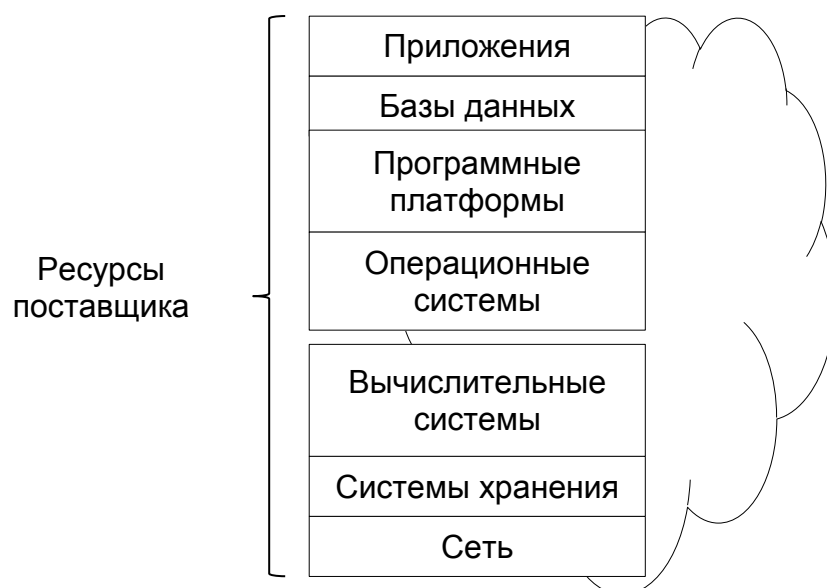 Приложения
Базы данных
Программные
платформы
Операционные
системы
Ресурсы
поставщика
Вычислительные
системы
Системы хранения
Сеть